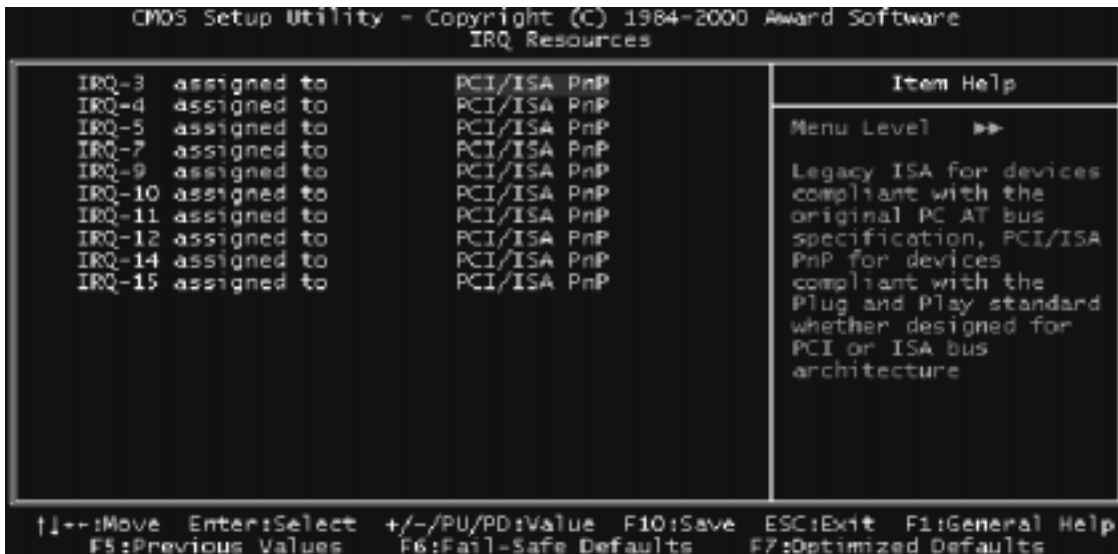 CMOS Setup Utility - Copyright (C) 1984-2000 Award Software
IRQ Resources
IRQ-3 assigned to PCI/ISA PnP
IRQ-4 assigned to PCI/ISA PnP
IRQ-5 assigned to PCI/ISA PnP
IRQ-7 assigned to PCI/ISA PnP
IRQ-9 assigned to PCI/ISA PnP
IRQ-10 assigned to PCI/ISA PnP
IRQ-11 assigned to PCI/ISA PnP
IRQ-12 assigned to PCI/ISA PnP
IRQ-14 assigned to PCI/ISA PnP
IRQ-15 assigned to PCI/ISA PnP
Item Help
Menu Level ▶▶
Legacy ISA for devices
compliant with the
original PC AT bus
specification, PCI/ISA
PnP for devices
compliant with the
Plug and Play standard
whether designed for
PCI or ISA bus
architecture
↑↓→←:Move Enter:Select +/-/PU/PD:Value F10:Save ESC:Exit F1:General Help
F5:Previous Values F6:Fail-Safe Defaults F7:Optimized Defaults